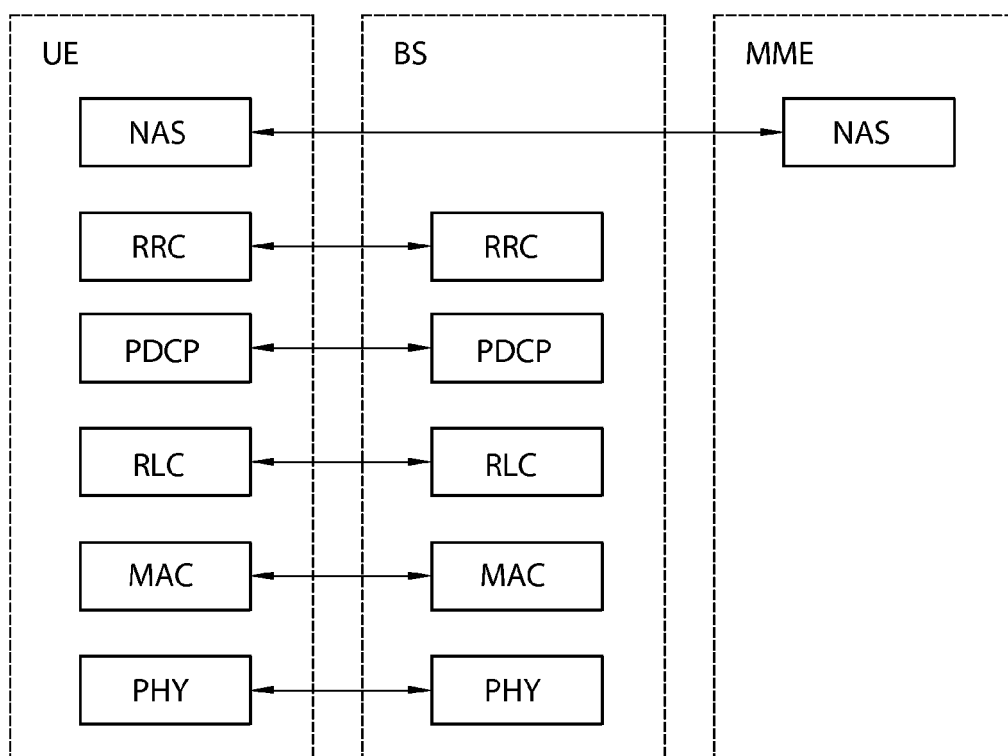 UE BS MME
NAS NAS
RRC RRC
PDCP PDCP
RLC RLC
MAC MAC
PHY PHY